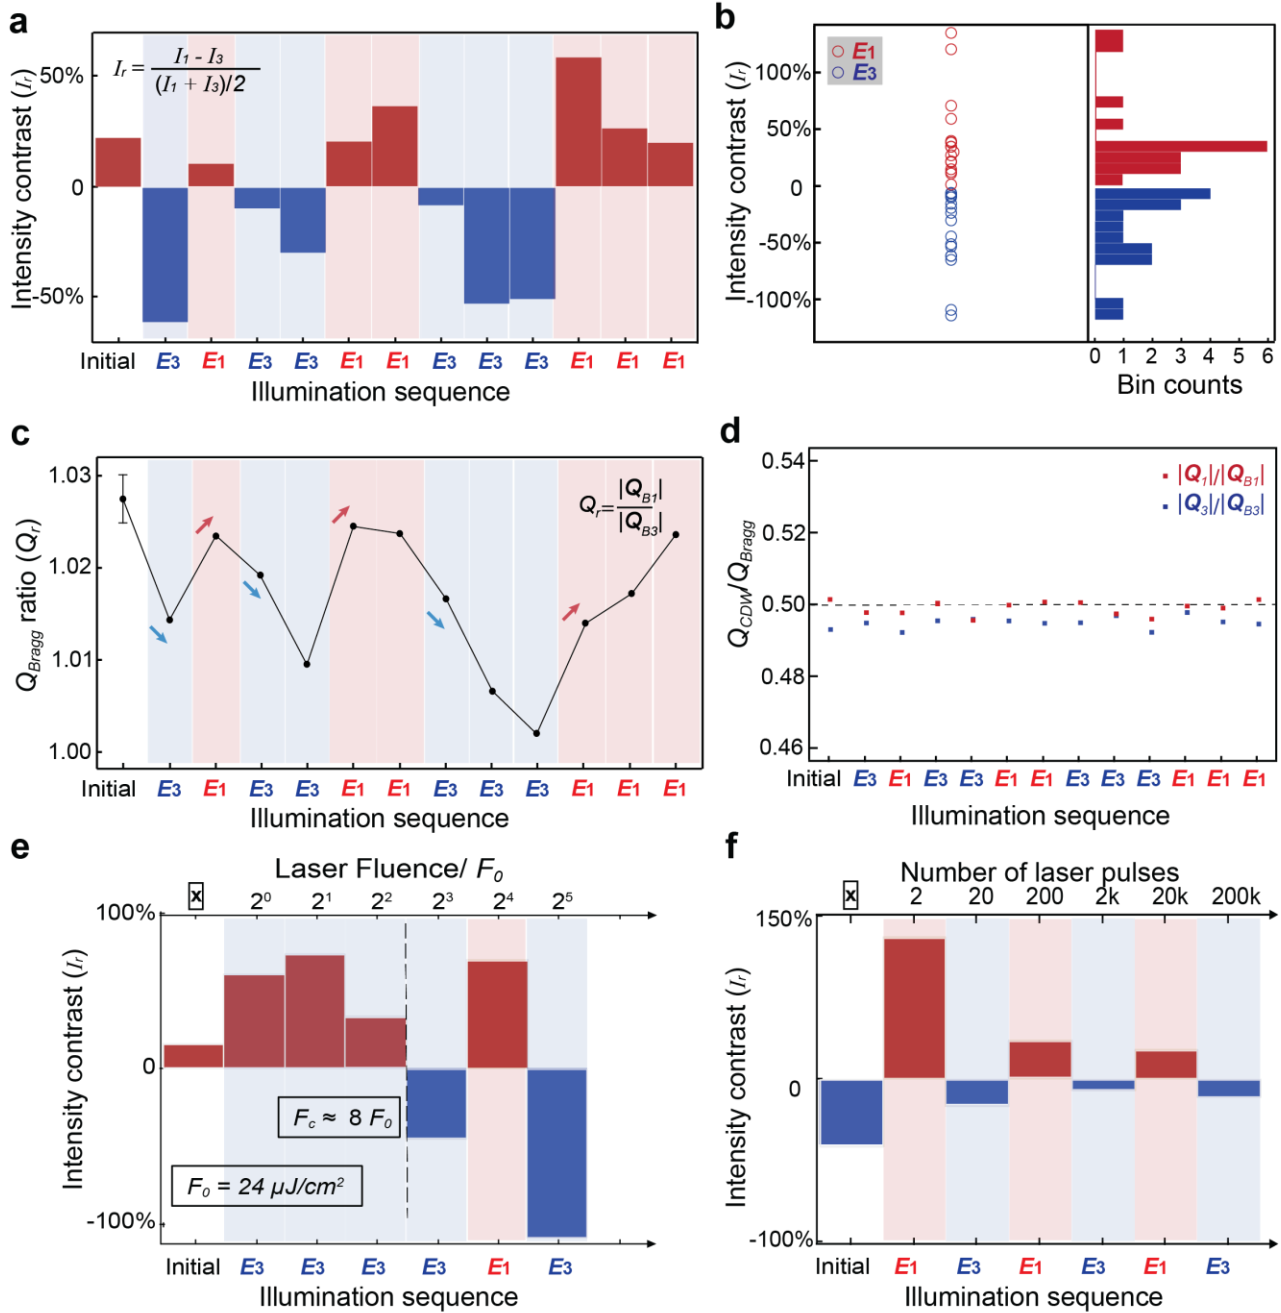 a
I_r = (I_1 - I_3) / ((I_1 + I_3)/2)
Intensity contrast (I_r)
50%
0
-50%
Initial E3 E1 E3 E3 E1 E1 E3 E3 E3 E1 E1 E1
Illumination sequence
b
E1
E3
Intensity contrast (I_r)
100%
50%
0
-50%
-100%
0 1 2 3 4 5 6
Bin counts
c
Q_r = |Q_B1| / |Q_B3|
Q_Bragg ratio (Q_r)
1.03
1.02
1.01
1.00
Initial E3 E1 E3 E3 E1 E1 E3 E3 E3 E1 E1 E1
Illumination sequence
d
|Q_1|/|Q_B1|
|Q_3|/|Q_B3|
Q_CDW/Q_Bragg
0.54
0.52
0.50
0.48
0.46
Initial E3 E1 E3 E3 E1 E1 E3 E3 E3 E1 E1 E1
Illumination sequence
e
Laser Fluence/ F_0
x 2^0 2^1 2^2 2^3 2^4 2^5
Intensity contrast (I_r)
100%
0
-100%
F_c ≈ 8 F_0
F_0 = 24 μJ/cm^2
Initial E3 E3 E3 E3 E1 E3
Illumination sequence
f
Number of laser pulses
x 2 20 200 2k 20k 200k
Intensity contrast (I_r)
150%
0
-100%
Initial E1 E3 E1 E3 E1 E3
Illumination sequence